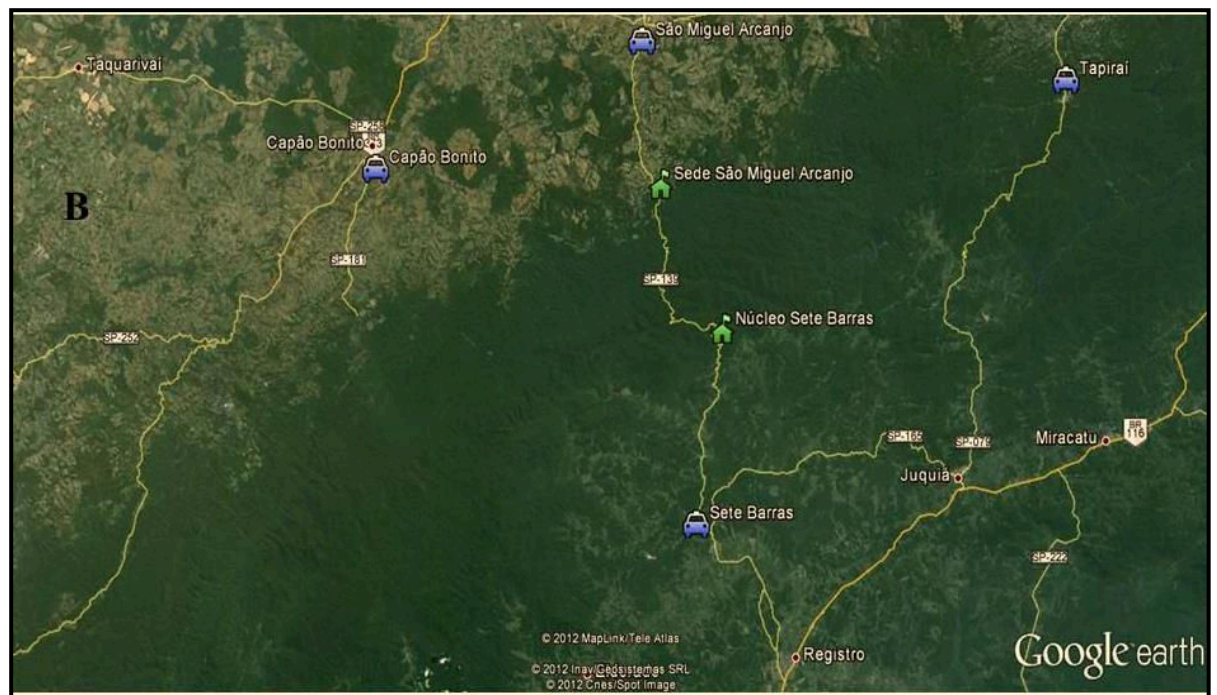 São Miguel Arcanjo
Taquarivaí
Tapiraí
SP-258
Capão Bonito
Capão Bonito
Sede São Miguel Arcanjo
B
SP-181
SP-139
Núcleo Sete Barras
SP-252
BR
116
SP-165
SP-079
Miracatu
Juquiá
Sete Barras
SP-222
© 2012 MapLink/Tele Atlas
Registro
Google earth
© 2012 Inav/Geosistemas SRL
© 2012 Cnes/Spot Image